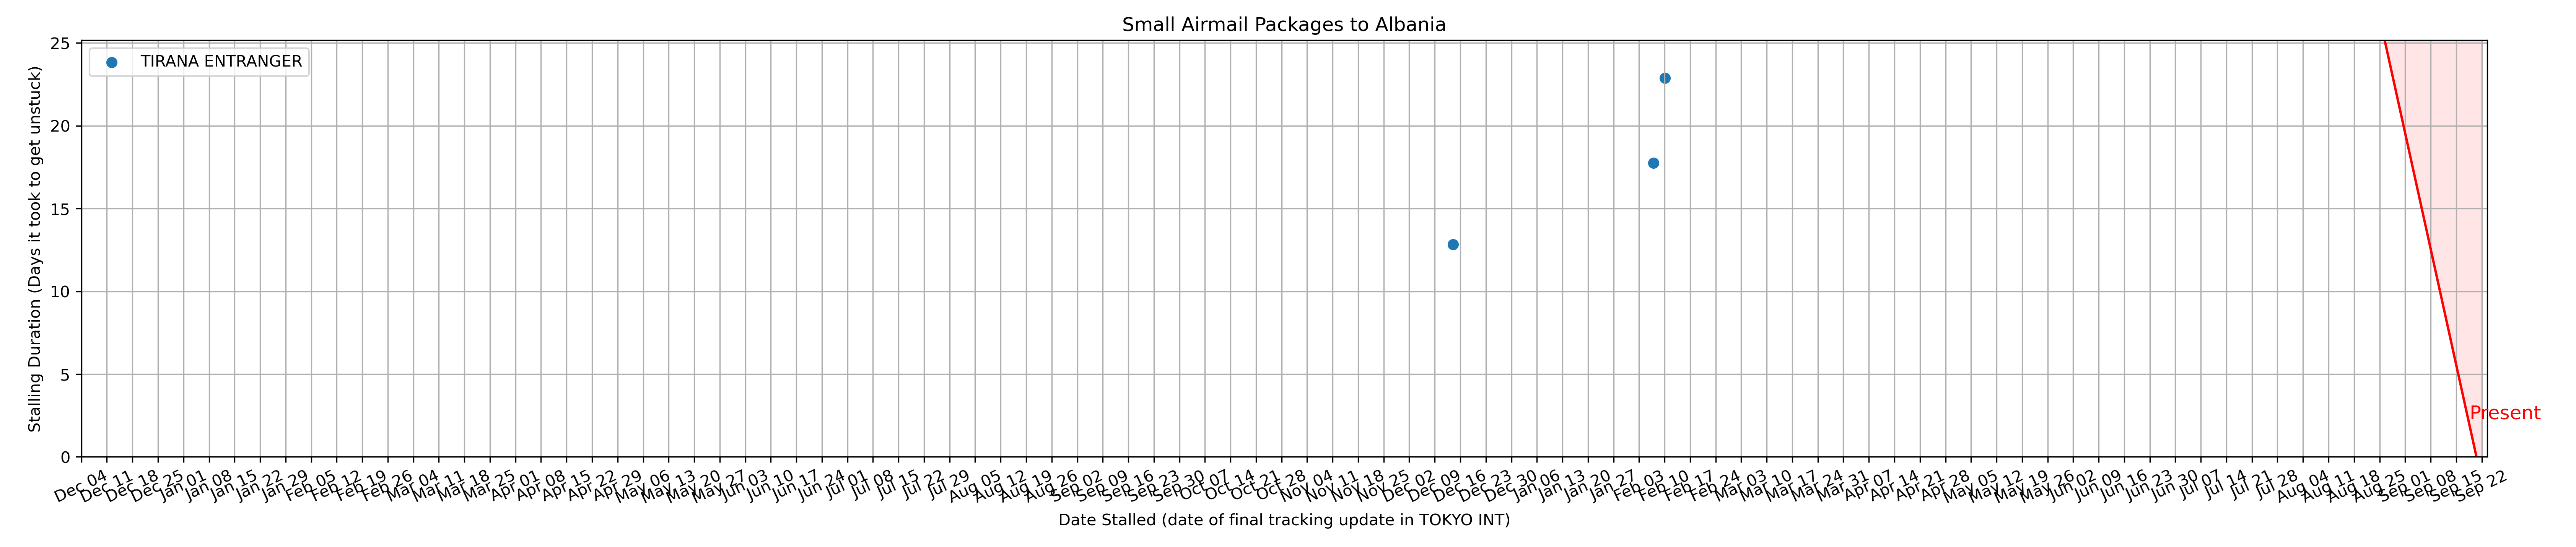 Small Airmail Packages to Albania
TIRANA ENTRANGER
Stalling Duration (Days it took to get unstuck)
25
20
15
10
5
0
Present
Dec 04 Dec 11 Dec 18 Dec 25 Jan 01 Jan 08 Jan 15 Jan 22 Jan 29 Feb 05 Feb 12 Feb 19 Feb 26 Mar 04 Mar 11 Mar 18 Mar 25 Apr 01 Apr 08 Apr 15 Apr 22 Apr 29 May 06 May 13 May 20 May 27 Jun 03 Jun 10 Jun 17 Jun 24 Jul 01 Jul 08 Jul 15 Jul 22 Jul 29 Aug 05 Aug 12 Aug 19 Aug 26 Sep 02 Sep 09 Sep 16 Sep 23 Sep 30 Oct 07 Oct 14 Oct 21 Oct 28 Nov 04 Nov 11 Nov 18 Nov 25 Dec 02 Dec 09 Dec 16 Dec 23 Dec 30 Jan 06 Jan 13 Jan 20 Jan 27 Feb 03 Feb 10 Feb 17 Feb 24 Mar 03 Mar 10 Mar 17 Mar 24 Mar 31 Apr 07 Apr 14 Apr 21 Apr 28 May 05 May 12 May 19 May 26 Jun 02 Jun 09 Jun 16 Jun 23 Jun 30 Jul 07 Jul 14 Jul 21 Jul 28 Aug 04 Aug 11 Aug 18 Aug 25 Sep 01 Sep 08 Sep 15 Sep 22
Date Stalled (date of final tracking update in TOKYO INT)